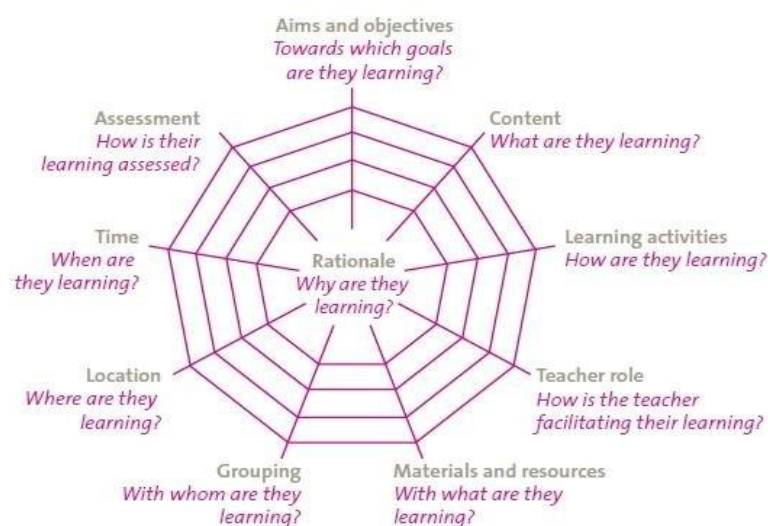 Aims and objectives
Towards which goals
are they learning?
Assessment
How is their
learning assessed?
Content
What are they learning?
Time
When are
they learning?
Rationale
Why are they
learning?
Learning activities
How are they learning?
Location
Where are they
learning?
Teacher role
How is the teacher
facilitating their learning?
Grouping
With whom are they
learning?
Materials and resources
With what are they
learning?